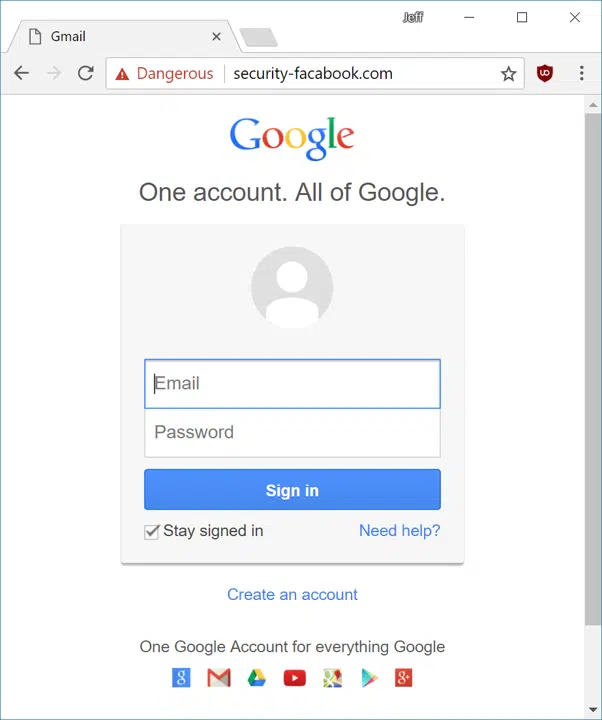 Jeff
Gmail
Dangerous security-facabook.com
Google
One account. All of Google.
Email
Password
Sign in
Stay signed in Need help?
Create an account
One Google Account for everything Google